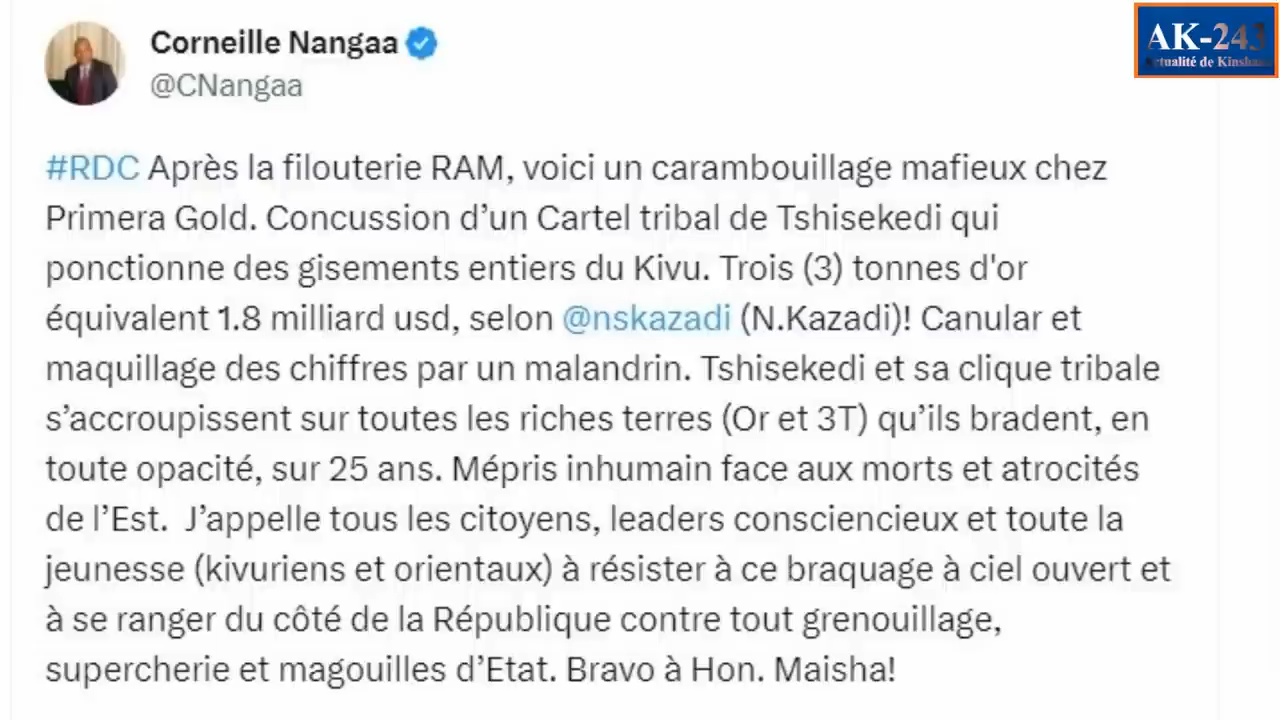 Corneille Nangaa
@CNangaa
AK-243
Actualité de Kinshasa
#RDC Après la filouterie RAM, voici un carambouillage mafieux chez
Primera Gold. Concussion d’un Cartel tribal de Tshisekedi qui
ponctionne des gisements entiers du Kivu. Trois (3) tonnes d'or
équivalent 1.8 milliard usd, selon @nskazadi (N.Kazadi)! Canular et
maquillage des chiffres par un malandrin. Tshisekedi et sa clique tribale
s’accroupissent sur toutes les riches terres (Or et 3T) qu’ils bradent, en
toute opacité, sur 25 ans. Mépris inhumain face aux morts et atrocités
de l’Est.  J’appelle tous les citoyens, leaders consciencieux et toute la
jeunesse (kivuriens et orientaux) à résister à ce braquage à ciel ouvert et
à se ranger du côté de la République contre tout grenouillage,
supercherie et magouilles d’Etat. Bravo à Hon. Maisha!